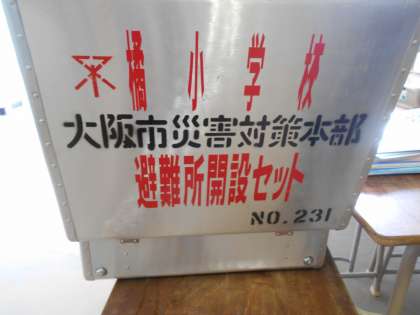 橘小学校
大阪市災害対策本部
避難所開設セット
NO.231